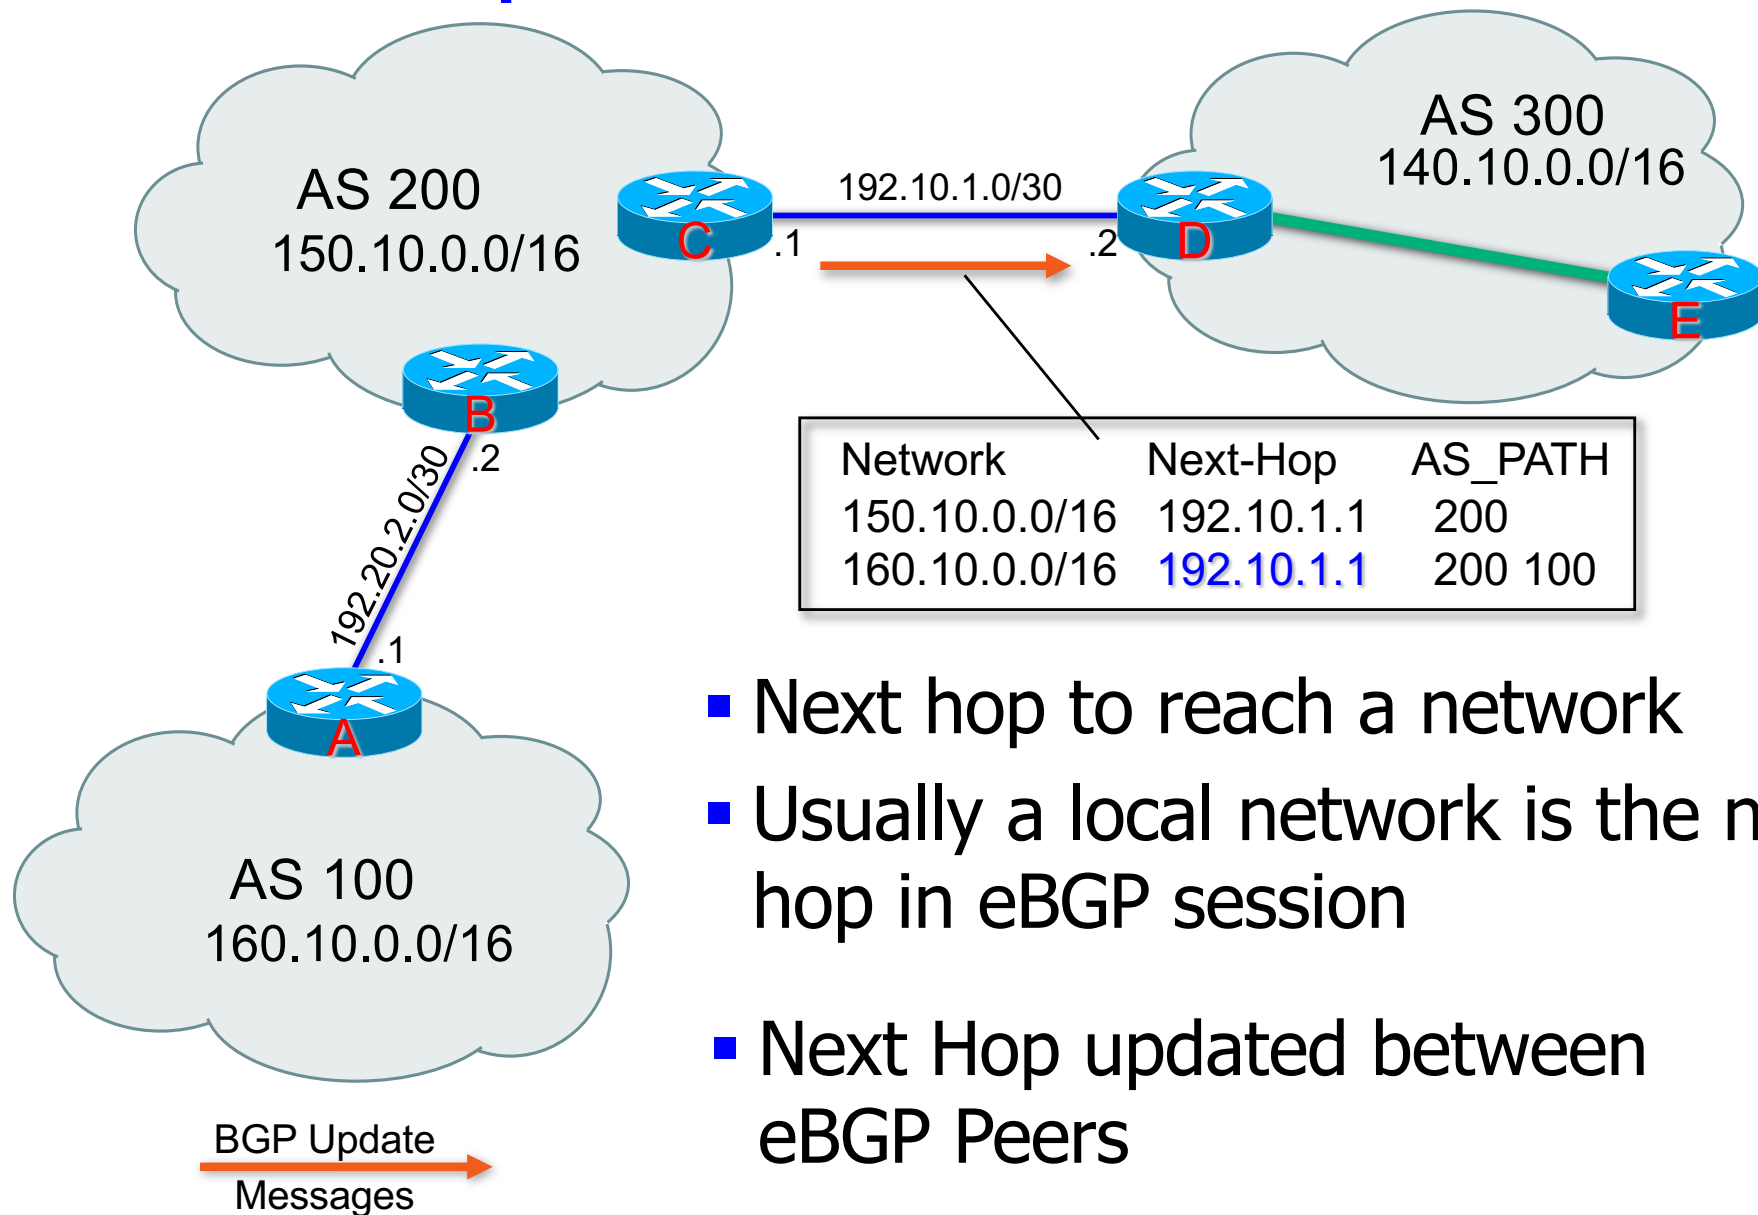 AS 300
140.10.0.0/16
AS 200
150.10.0.0/16
192.10.1.0/30
C
.1
.2
D
E
B
.2
192.20.2.0/30
.1
A
Network Next-Hop AS_PATH
150.10.0.0/16 192.10.1.1 200
160.10.0.0/16 192.10.1.1 200 100
AS 100
160.10.0.0/16
Next hop to reach a network
Usually a local network is the
hop in eBGP session
Next Hop updated between
eBGP Peers
BGP Update
Messages